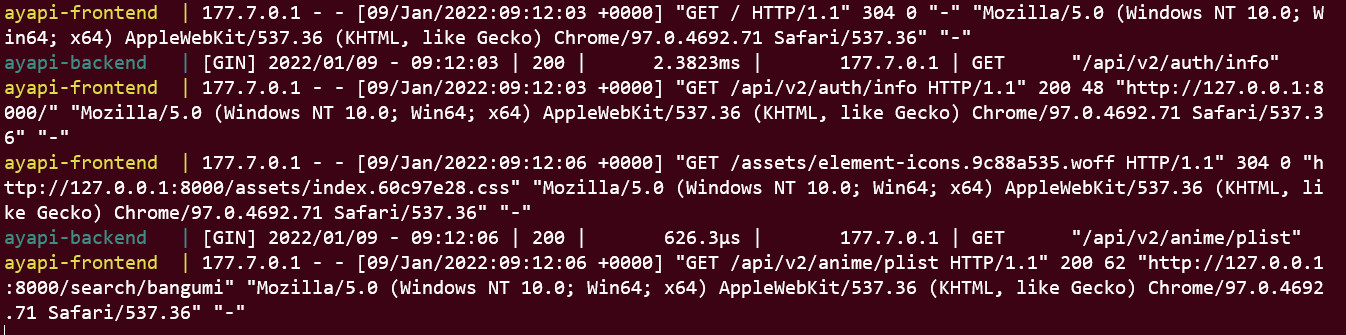 ayapi-frontend  | 177.7.0.1 - - [09/Jan/2022:09:12:03 +0000] "GET / HTTP/1.1" 304 0 "-" "Mozilla/5.0 (Windows NT 10.0; W
in64; x64) AppleWebKit/537.36 (KHTML, like Gecko) Chrome/97.0.4692.71 Safari/537.36" "-"
ayapi-backend   | [GIN] 2022/01/09 - 09:12:03 | 200 |      2.3823ms |       177.7.0.1 | GET      "/api/v2/auth/info"
ayapi-frontend  | 177.7.0.1 - - [09/Jan/2022:09:12:03 +0000] "GET /api/v2/auth/info HTTP/1.1" 200 48 "http://127.0.0.1:8
000/" "Mozilla/5.0 (Windows NT 10.0; Win64; x64) AppleWebKit/537.36 (KHTML, like Gecko) Chrome/97.0.4692.71 Safari/537.3
6" "-"
ayapi-frontend  | 177.7.0.1 - - [09/Jan/2022:09:12:06 +0000] "GET /assets/element-icons.9c88a535.woff HTTP/1.1" 304 0 "h
ttp://127.0.0.1:8000/assets/index.60c97e28.css" "Mozilla/5.0 (Windows NT 10.0; Win64; x64) AppleWebKit/537.36 (KHTML, li
ke Gecko) Chrome/97.0.4692.71 Safari/537.36" "-"
ayapi-backend   | [GIN] 2022/01/09 - 09:12:06 | 200 |       626.3µs |       177.7.0.1 | GET      "/api/v2/anime/plist"
ayapi-frontend  | 177.7.0.1 - - [09/Jan/2022:09:12:06 +0000] "GET /api/v2/anime/plist HTTP/1.1" 200 62 "http://127.0.0.1
:8000/search/bangumi" "Mozilla/5.0 (Windows NT 10.0; Win64; x64) AppleWebKit/537.36 (KHTML, like Gecko) Chrome/97.0.4692
.71 Safari/537.36" "-"